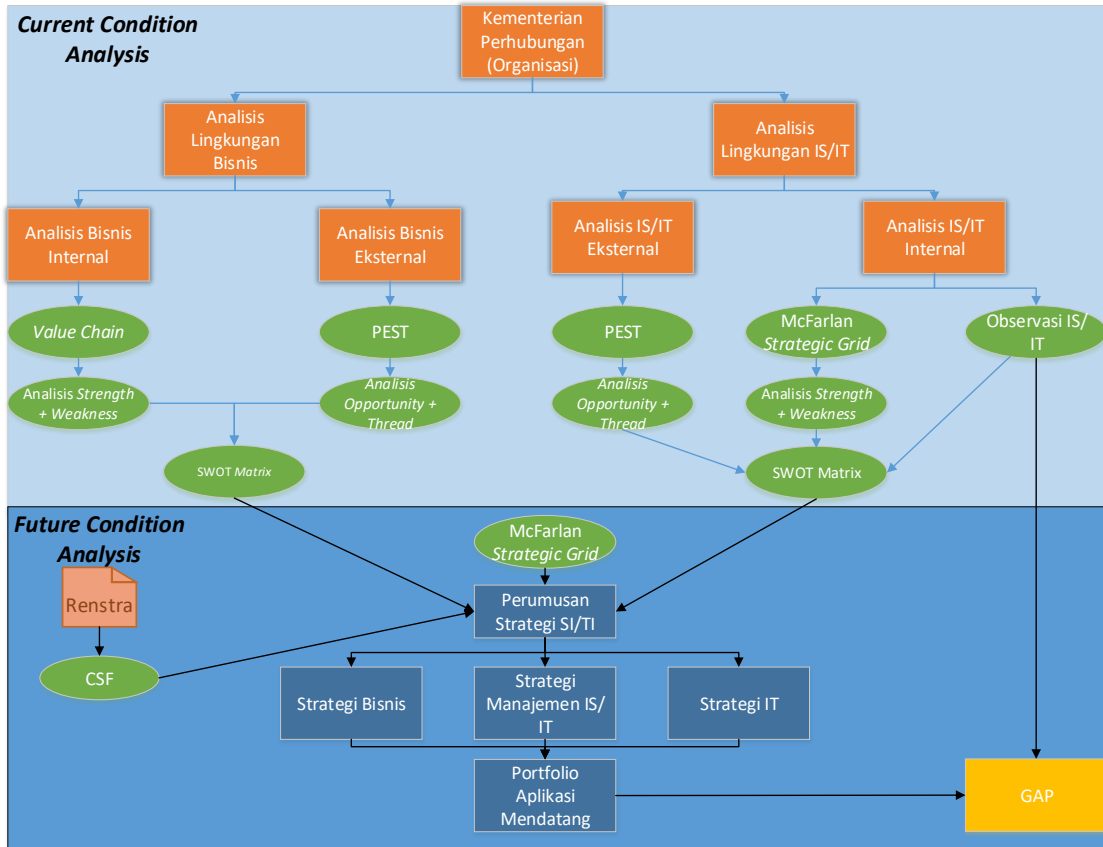 Current Condition
Analysis
Kementerian
Perhubungan
(Organisasi)
Analisis
Lingkungan
Bisnis
Analisis
Lingkungan IS/IT
Analisis Bisnis
Internal
Analisis Bisnis
Eksternal
Analisis IS/IT
Eksternal
Analisis IS/IT
Internal
Value Chain
PEST
PEST
McFarlan
Strategic Grid
Observasi IS/
IT
Analisis Strength
+ Weakness
Analisis
Opportunity +
Thread
Analisis
Opportunity +
Thread
Analisis Strength
+ Weakness
SWOT Matrix
SWOT Matrix
Future Condition
Analysis
McFarlan
Strategic Grid
Renstra
Perumusan
Strategi SI/TI
CSF
Strategi Bisnis
Strategi
Manajemen IS/
IT
Strategi IT
Portfolio
Aplikasi
Mendatang
GAP